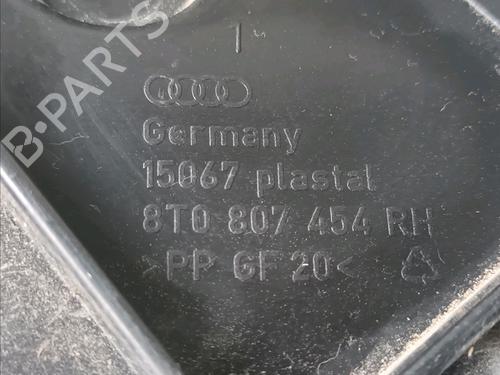 B-PARTS
1
Germany
15067 plastal
8T0 807 454 RH
>PP GF 20<